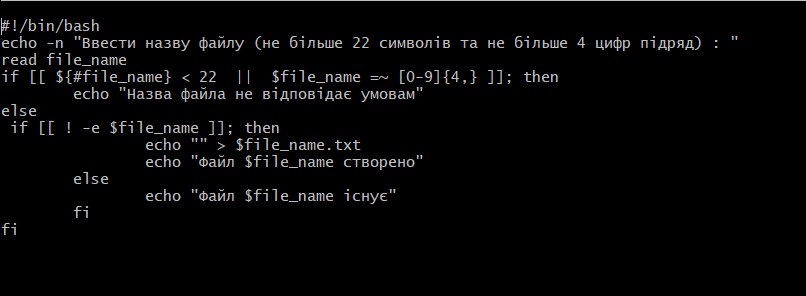 #!/bin/bash
echo -n "Ввести назву файлу (не більше 22 символів та не більше 4 цифр підряд) : "
read file_name
if [[ ${#file_name} < 22  ||  $file_name =~ [0-9]{4,} ]]; then
        echo "Назва файла не відповідає умовам"
else
 if [[ ! -e $file_name ]]; then
                echo "" > $file_name.txt
                echo "Файл $file_name створено"
        else
                echo "Файл $file_name існує"
        fi
fi